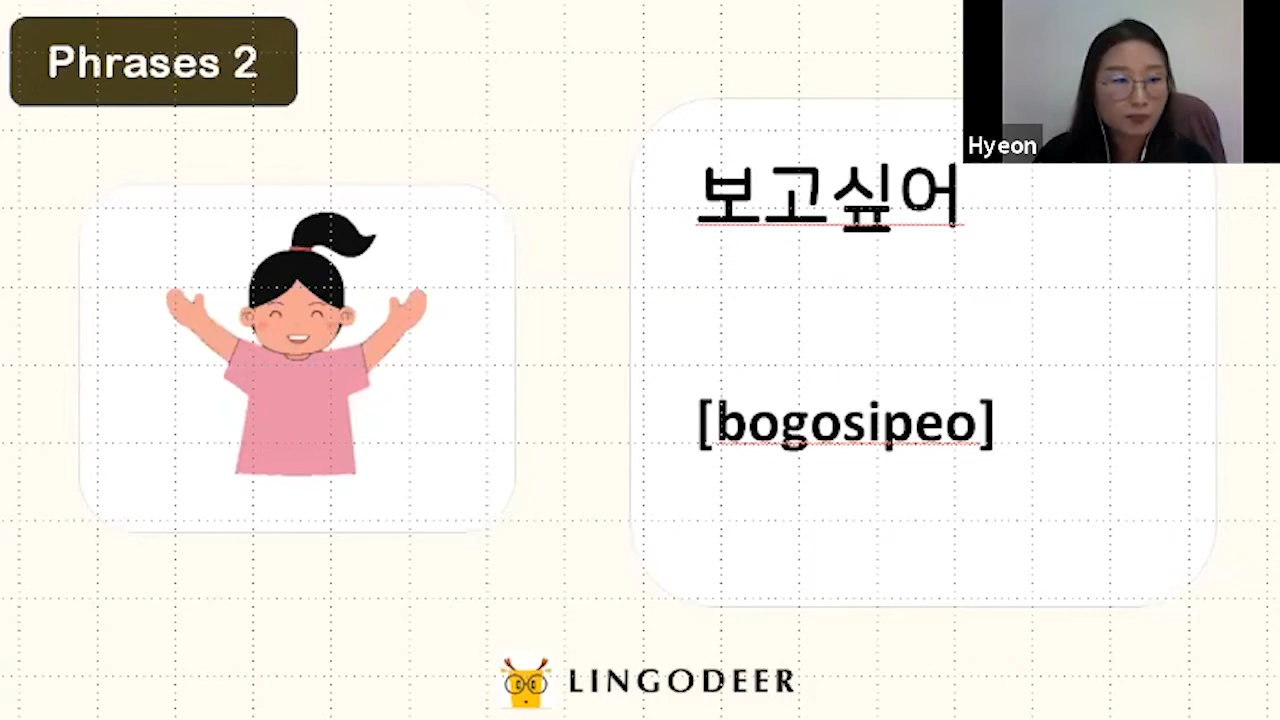 Phrases 2
Hyeon
보고싶어
[bogosipeo]
LINGODEER